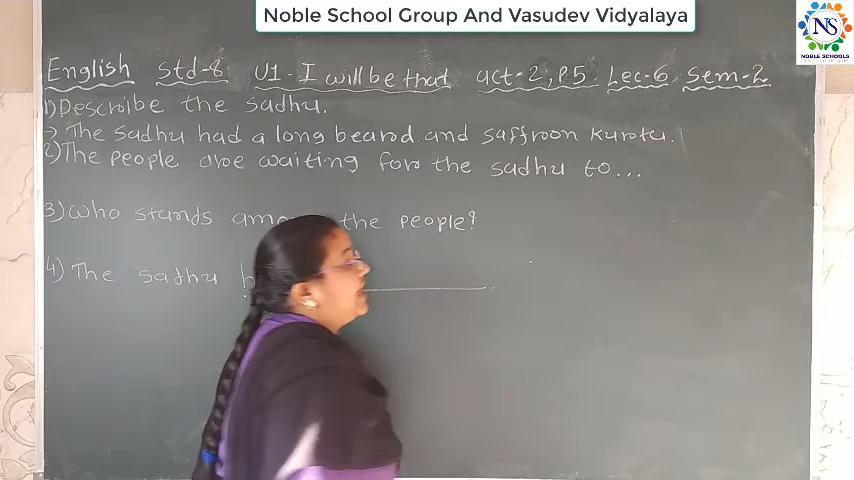 Noble School Group And Vasudev Vidyalaya
NS
NOBLE SCHOOLS
English Std-8 U1-I will be that act-2, P5 Lec-6 Sem-2
1) Describe the sadhu.
→ The sadhu had a long beard and saffron kurta.
2) The people are waiting for the sadhu to...
3) Who stands the people?
4) The sadhu